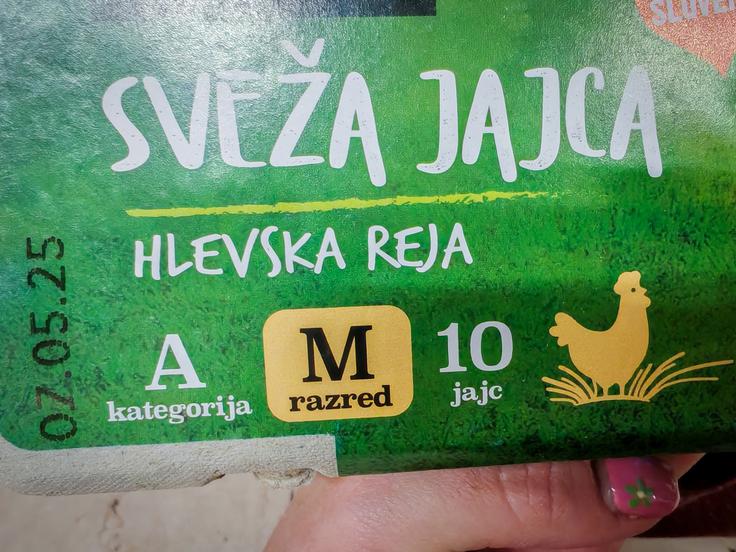 SVEŽA JAJCA
HLEVSKA REJA
07.05.25
A
kategorija
M
razred
10
jajc